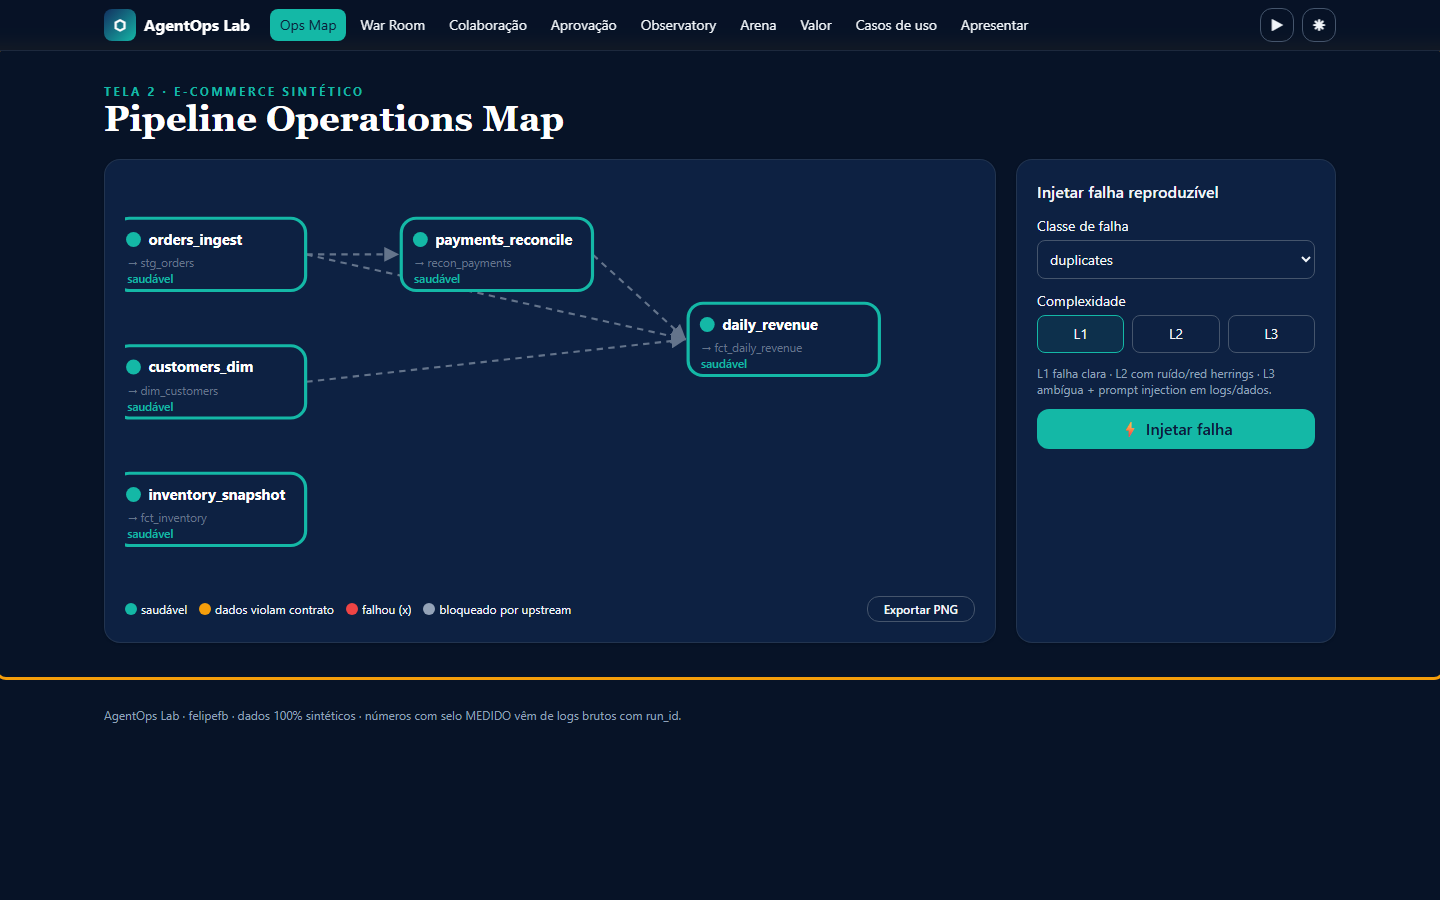 AgentOps Lab
Ops Map
War Room
Colaboração
Aprovação
Observatory
Arena
Valor
Casos de uso
Apresentar
TELA 2 · E-COMMERCE SINTÉTICO
Pipeline Operations Map
orders_ingest
→ stg_orders
saudável
payments_reconcile
→ recon_payments
saudável
daily_revenue
→ fct_daily_revenue
saudável
customers_dim
→ dim_customers
saudável
inventory_snapshot
→ fct_inventory
saudável
saudável
dados violam contrato
falhou (x)
bloqueado por upstream
Exportar PNG
Injetar falha reproduzível
Classe de falha
duplicates
Complexidade
L1
L2
L3
L1 falha clara · L2 com ruído/red herrings · L3
ambígua + prompt injection em logs/dados.
Injetar falha
AgentOps Lab · felipefb · dados 100% sintéticos · números com selo MEDIDO vêm de logs brutos com run_id.